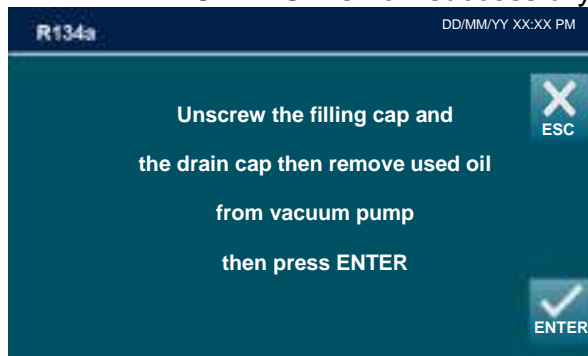 R134a
DD/MM/YY XX:XX PM
Unscrew the filling cap and
ESC
the drain cap then remove used oil
from vacuum pump
then press ENTER
ENTER